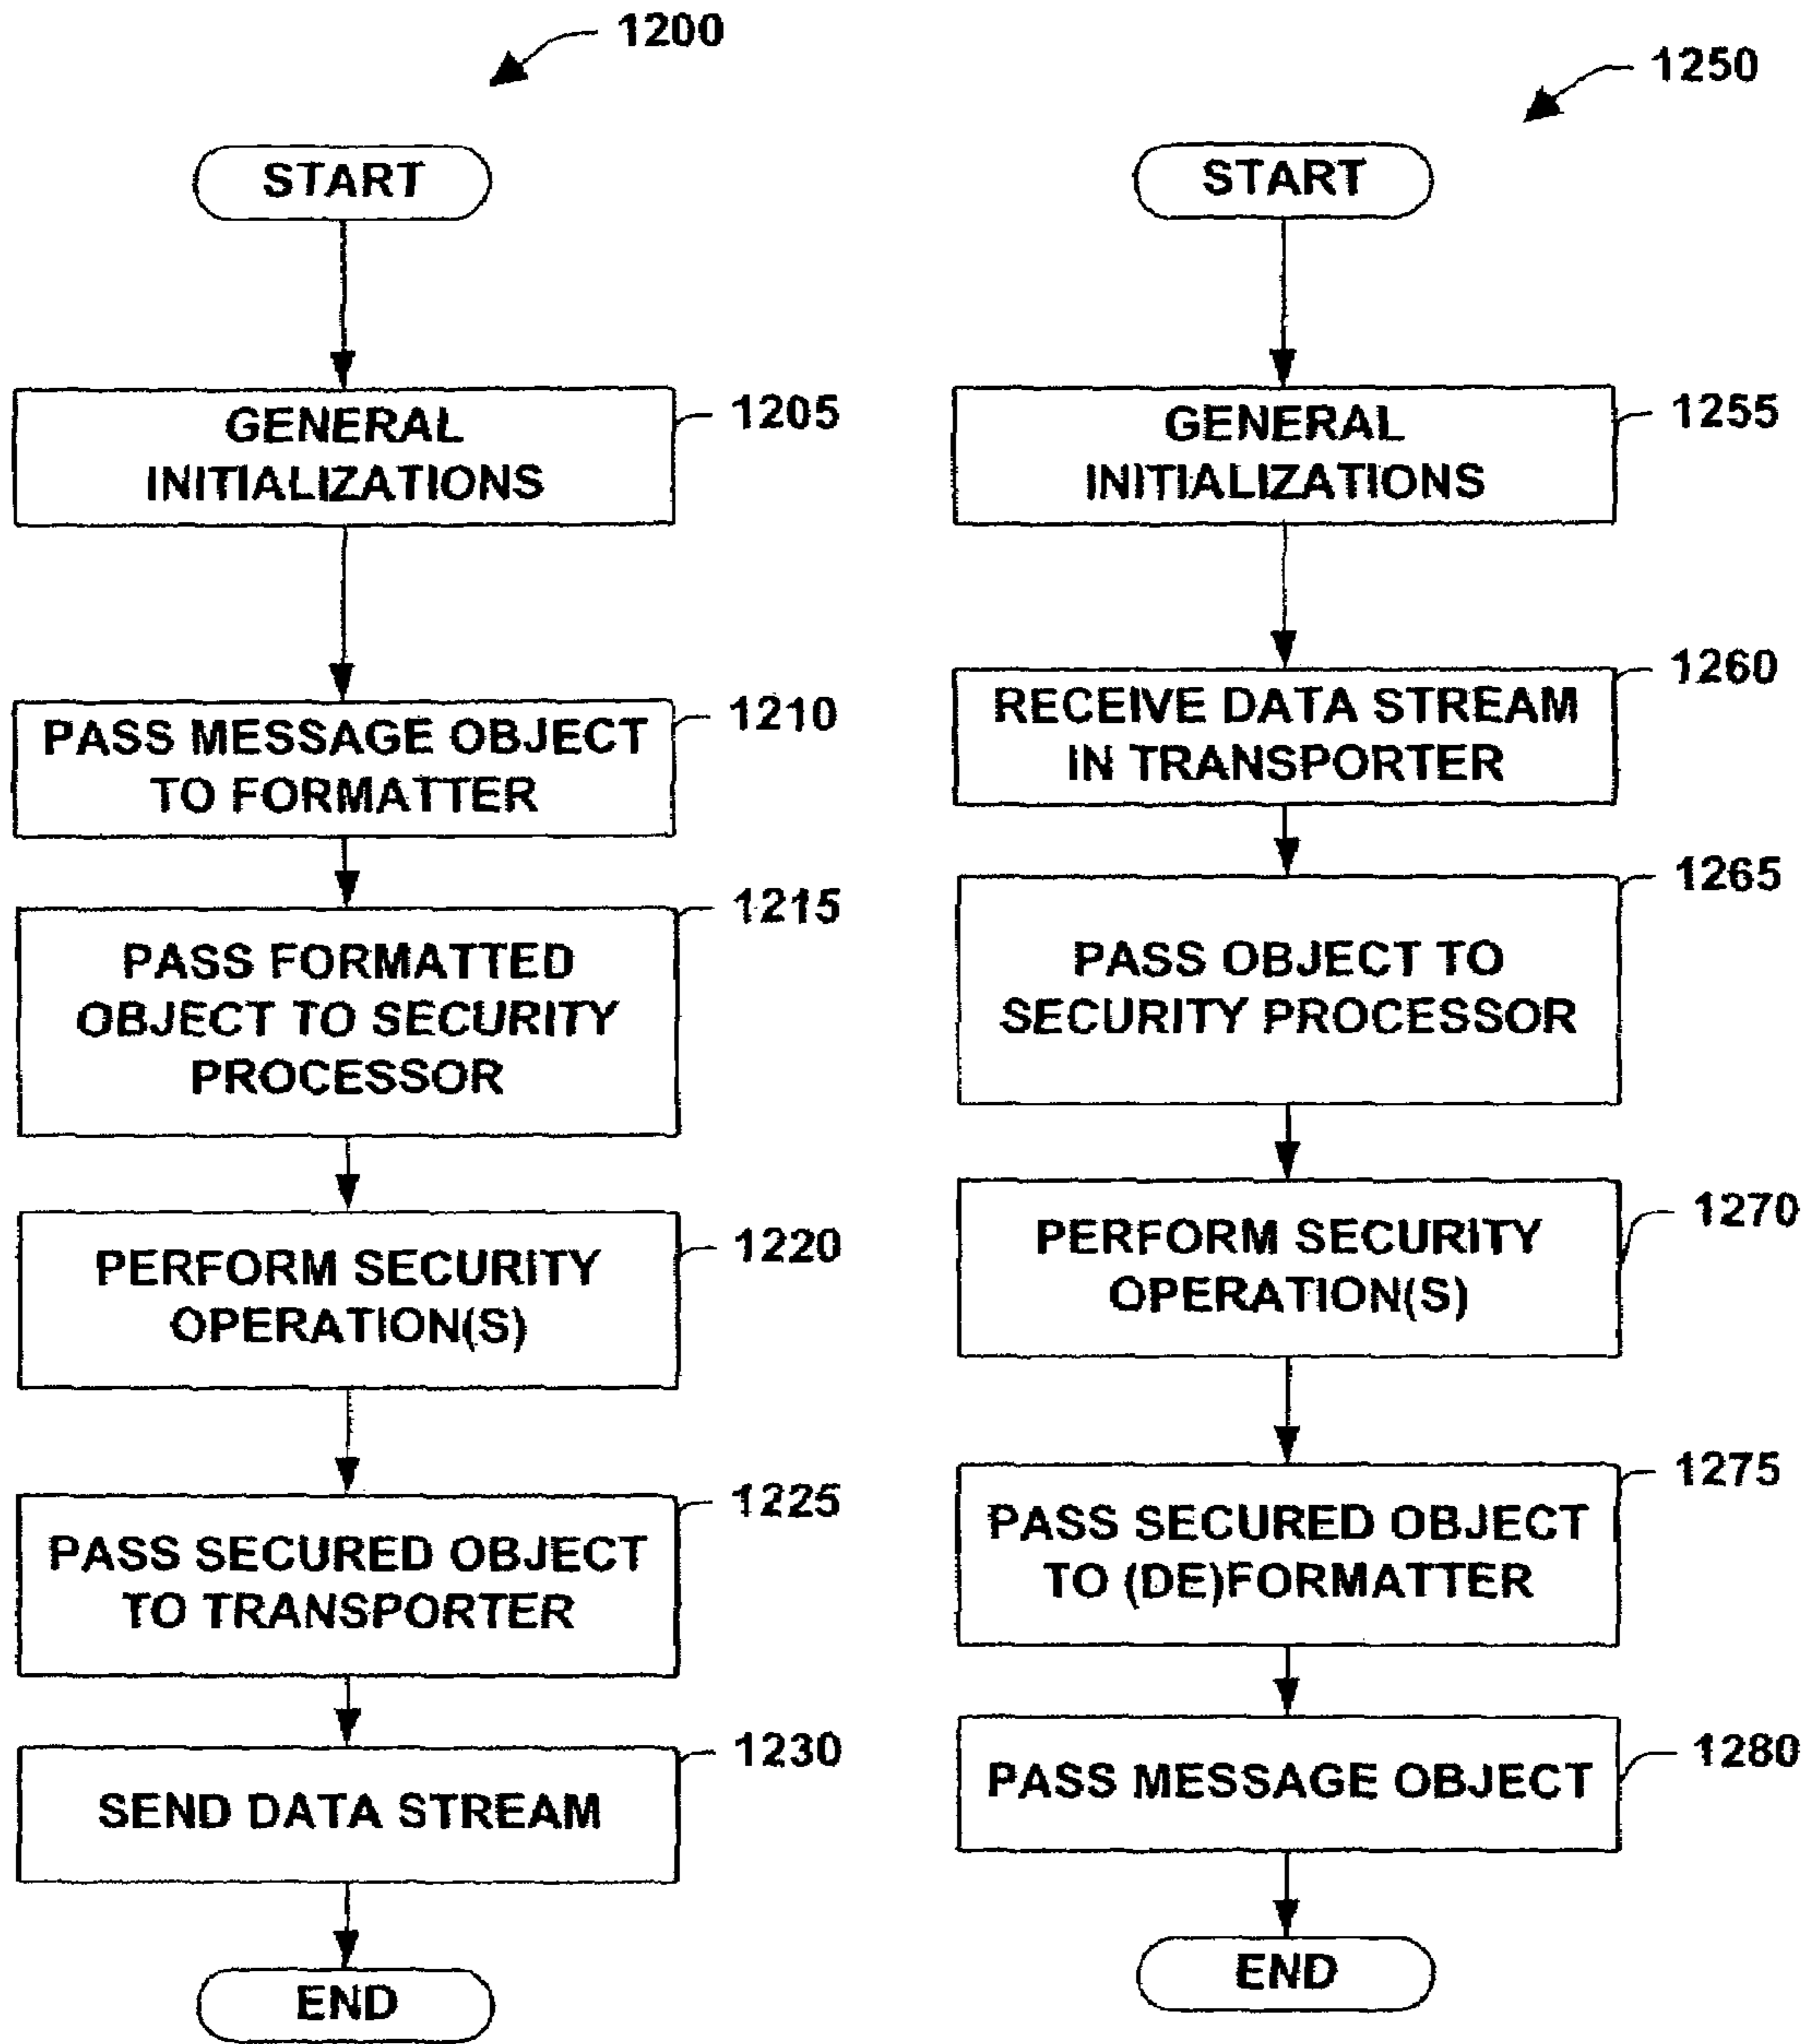 1200
START
GENERAL
INITIALIZATIONS
1205
PASS MESSAGE OBJECT
TO FORMATTER
1210
PASS FORMATTED
OBJECT TO SECURITY
PROCESSOR
1215
PERFORM SECURITY
OPERATION(S)
1220
PASS SECURED OBJECT
TO TRANSPORTER
1225
SEND DATA STREAM
1230
END
1250
START
GENERAL
INITIALIZATIONS
1255
RECEIVE DATA STREAM
IN TRANSPORTER
1260
PASS OBJECT TO
SECURITY PROCESSOR
1265
PERFORM SECURITY
OPERATION(S)
1270
PASS SECURED OBJECT
TO (DE)FORMATTER
1275
PASS MESSAGE OBJECT
1280
END